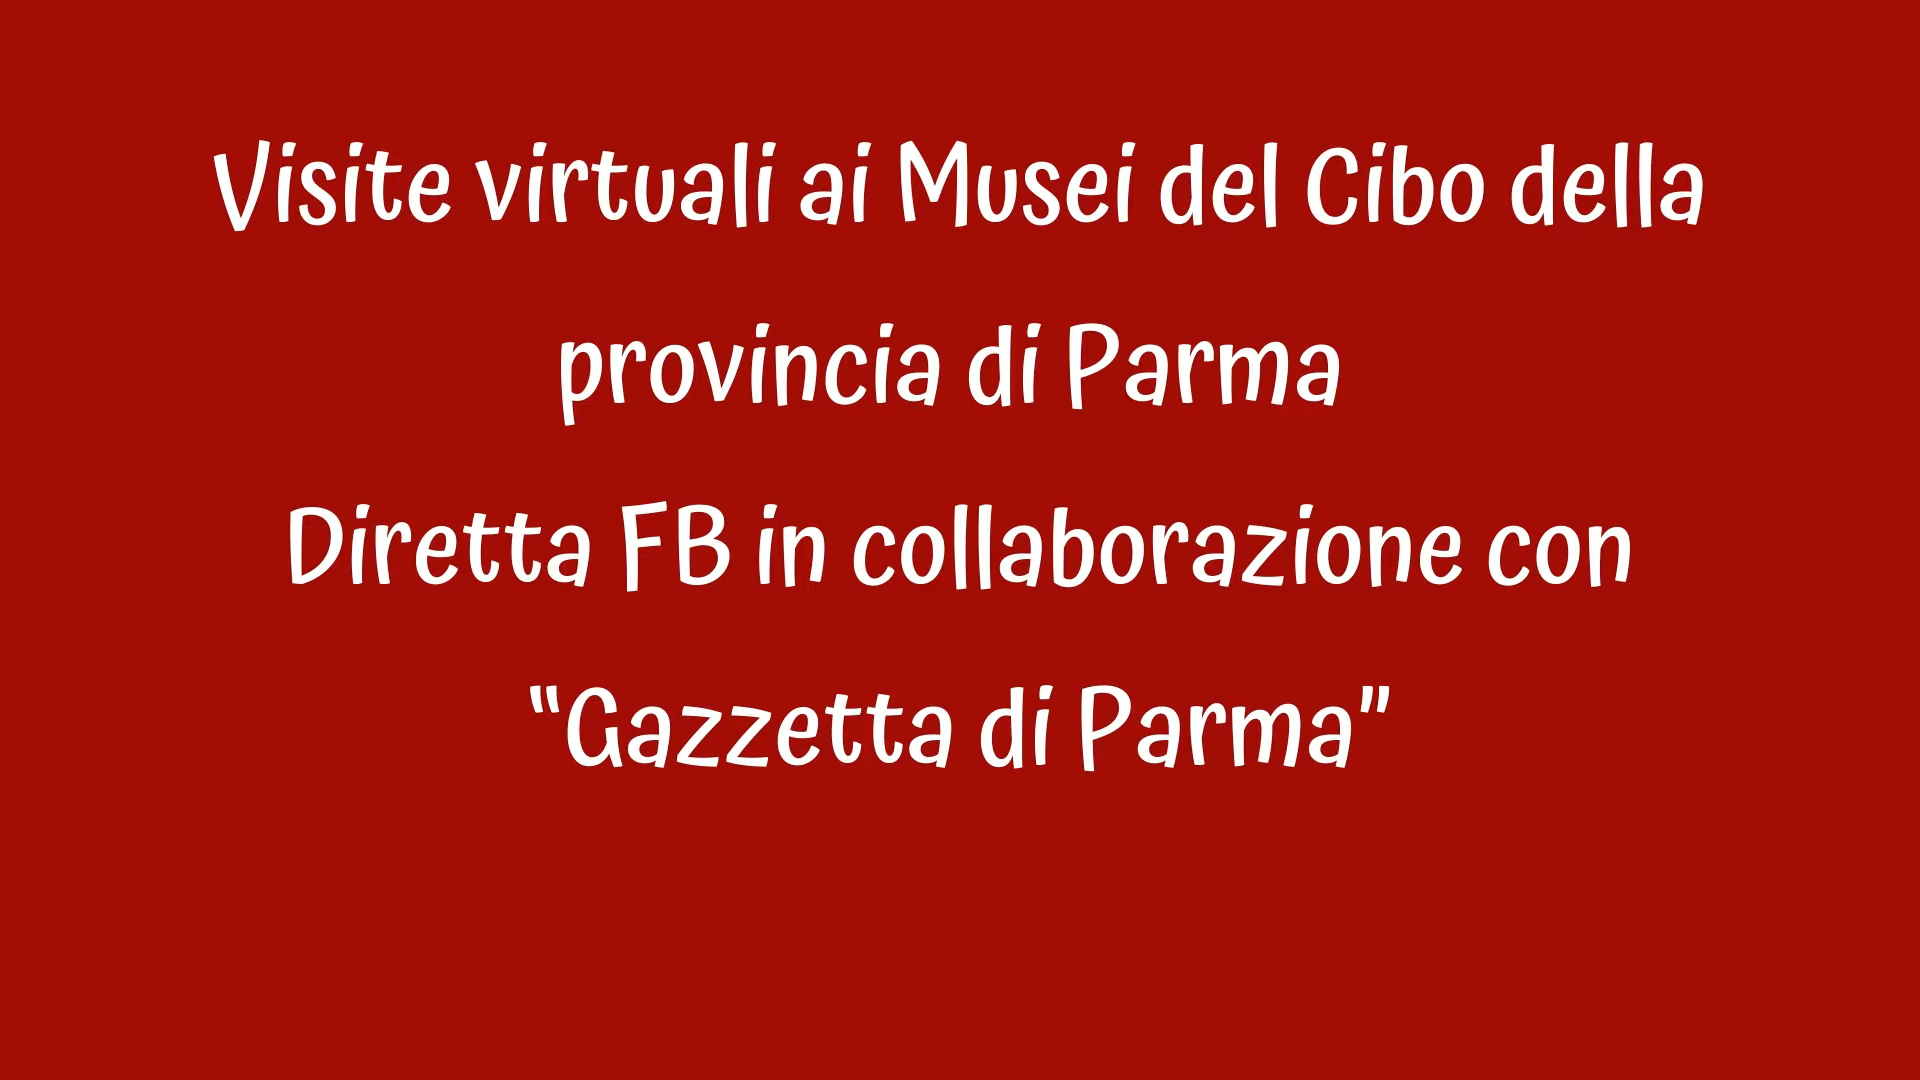 Visite virtuali ai Musei del Cibo della
provincia di Parma
Diretta FB in collaborazione con
“Gazzetta di Parma”